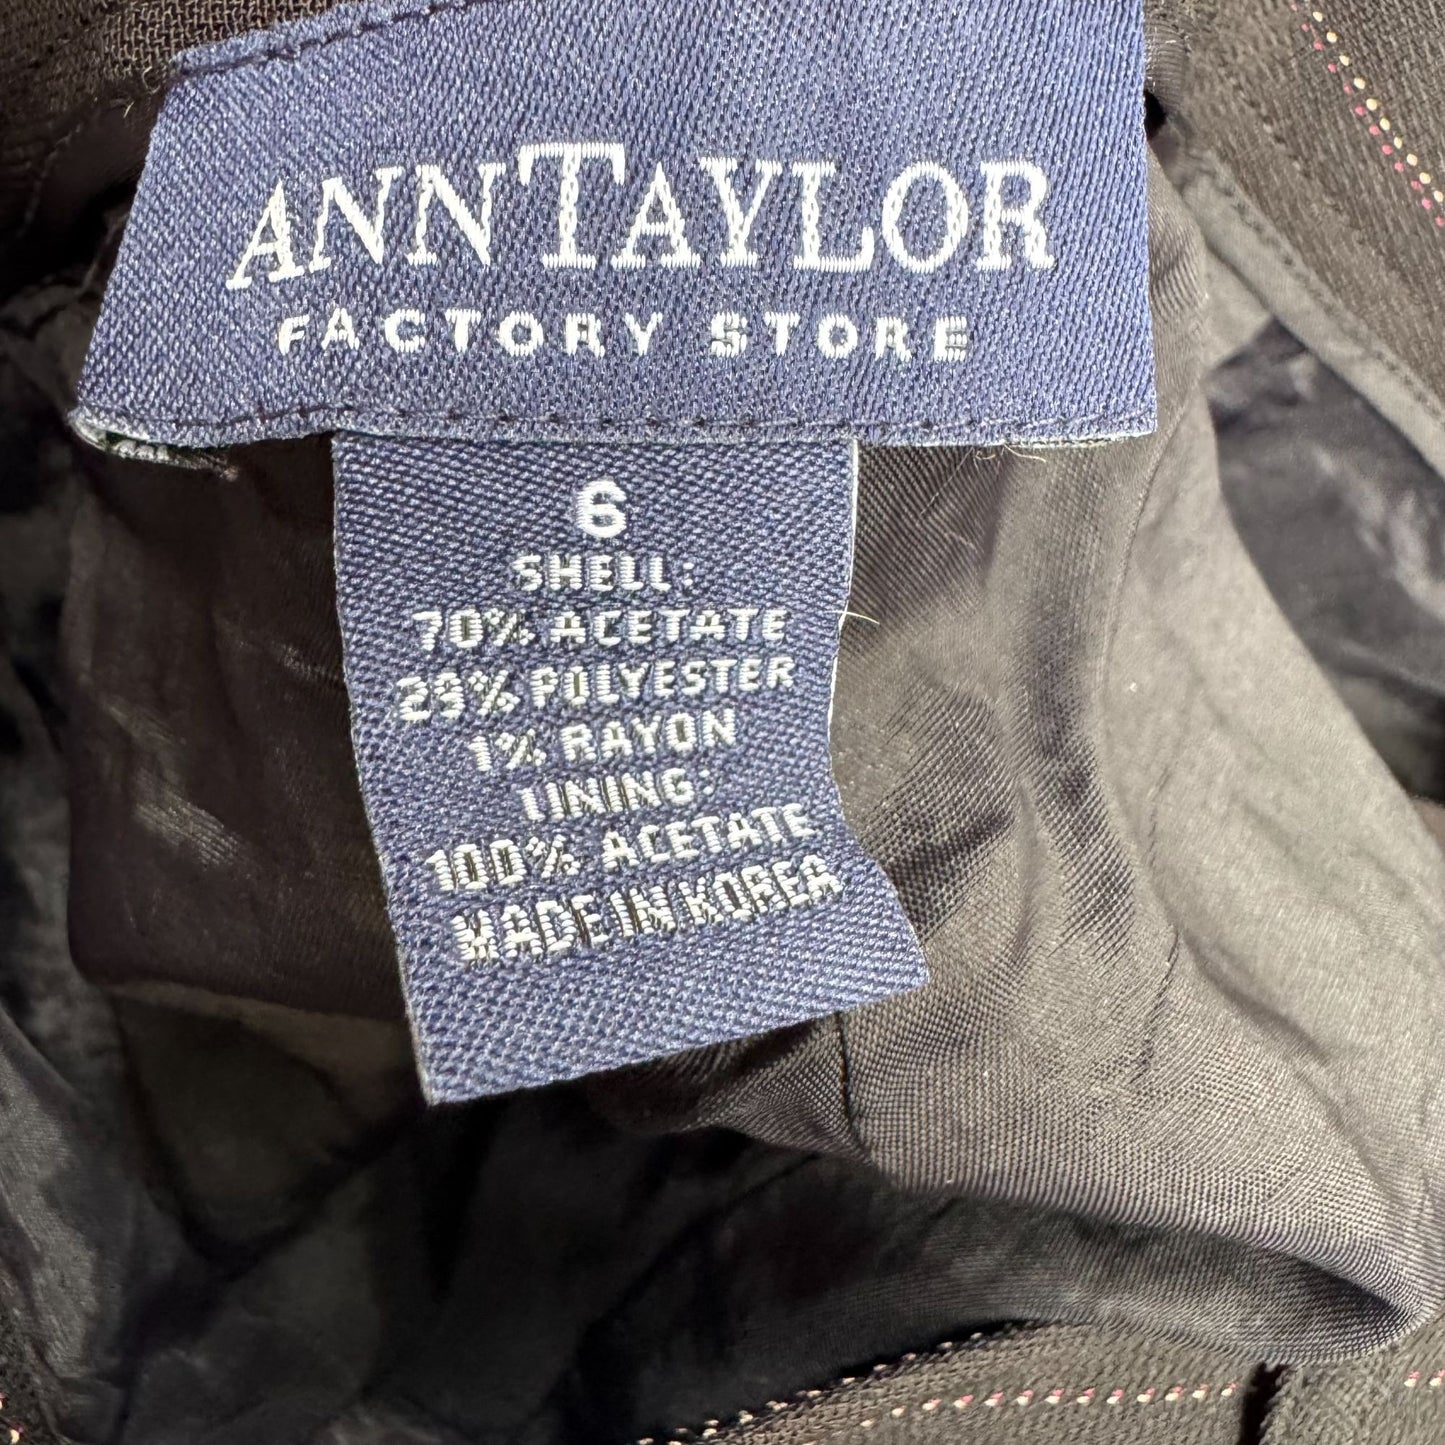 ANNTAYLOR
FACTORY STORE
6
SHELL:
70% ACETATE
29% POLYESTER
1% RAYON
LINING:
100% ACETATE
MADE IN KOREA